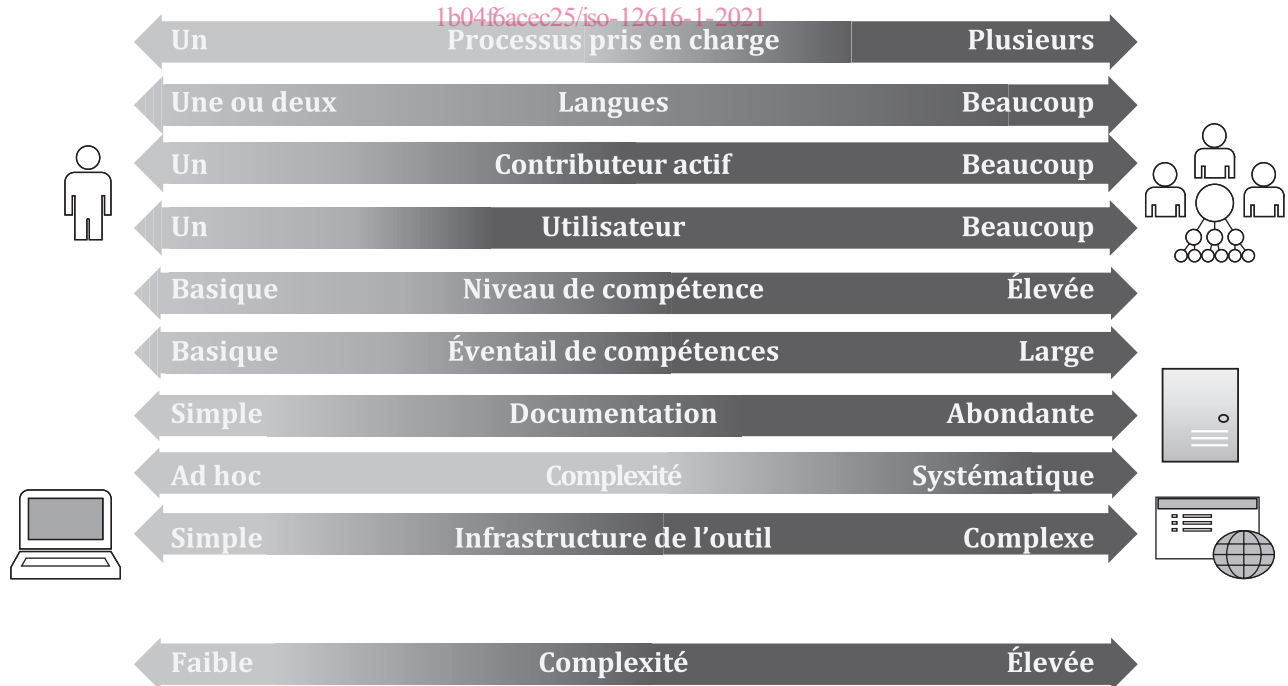 1b04f6acec25/iso-12616-1-2021
Un Processus pris en charge Plusieurs
Une ou deux Langues Beaucoup
Un Contributeur actif Beaucoup
Un Utilisateur Beaucoup
Basique Niveau de compétence Élevée
Basique Éventail de compétences Large
Simple Documentation Abondante
Ad hoc Complexité Systématique
Simple Infrastructure de l'outil Complexe
Faible Complexité Élevée